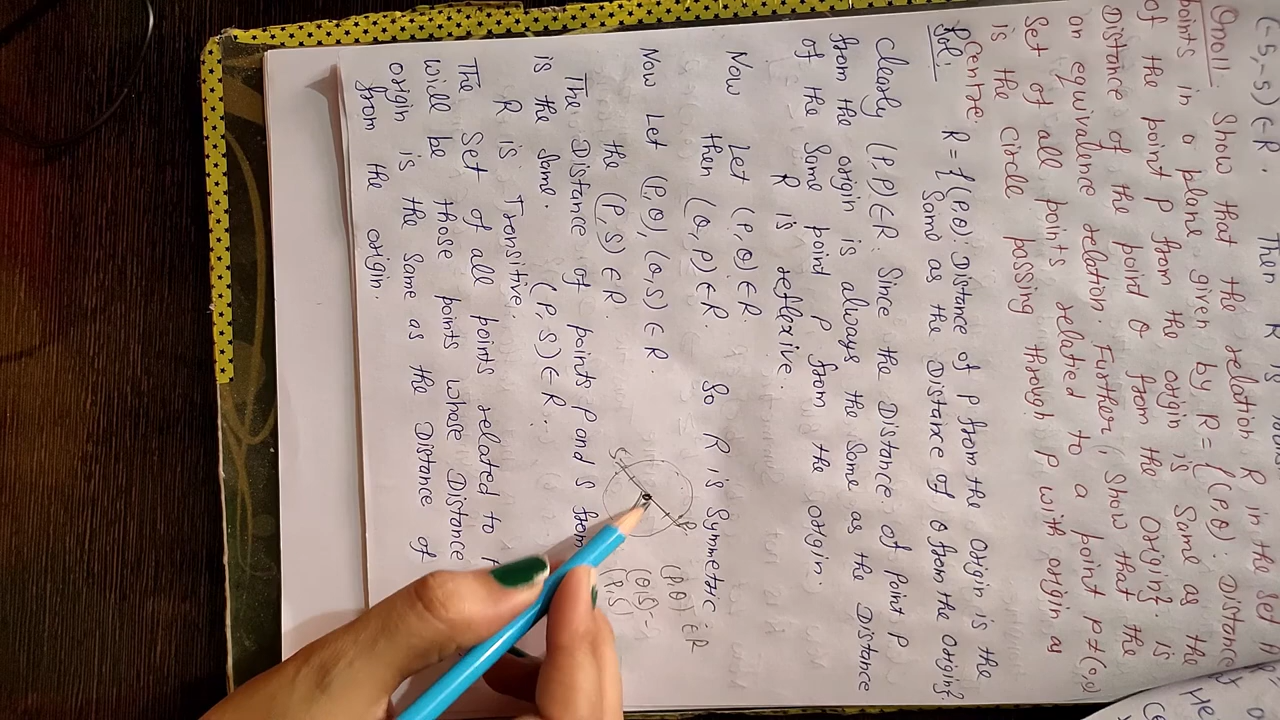 (-5,-5) ∈ R. Then R is
Qno11. Show that the relation R in the set A
points in a plane given by R = {(P,Q): Distance
of the point P from the origin is Same as the
Distance of the point Q from the origin}. is
an equivalence relation. Further, Show that the
Set of all points related to a point P≠(0,0)
is the circle passing through P with origin as
Centre.
Sol: R = {(P,Q): Distance of P from the origin is the
Same as the Distance of Q from the origin}.
Clearly (P,P) ∈ R. Since the Distance of Point P
from the origin is always the Same as the Distance
of the Same point P from the origin.
R is reflexive.
Now Let (P,Q) ∈ R.
then (Q,P) ∈ R. So R is Symmetric
Now Let (P,Q), (Q,S) ∈ R.
the (P,S) ∈ R.
The Distance of points P and S from
is the Same. (P,S) ∈ R..
R is Transitive.
The Set of all points related to
will be those points whose Distance
origin is the Same as the Distance of
from the origin.
S
P
(P,Q) ∈ R
(Q,S)
(P,S)